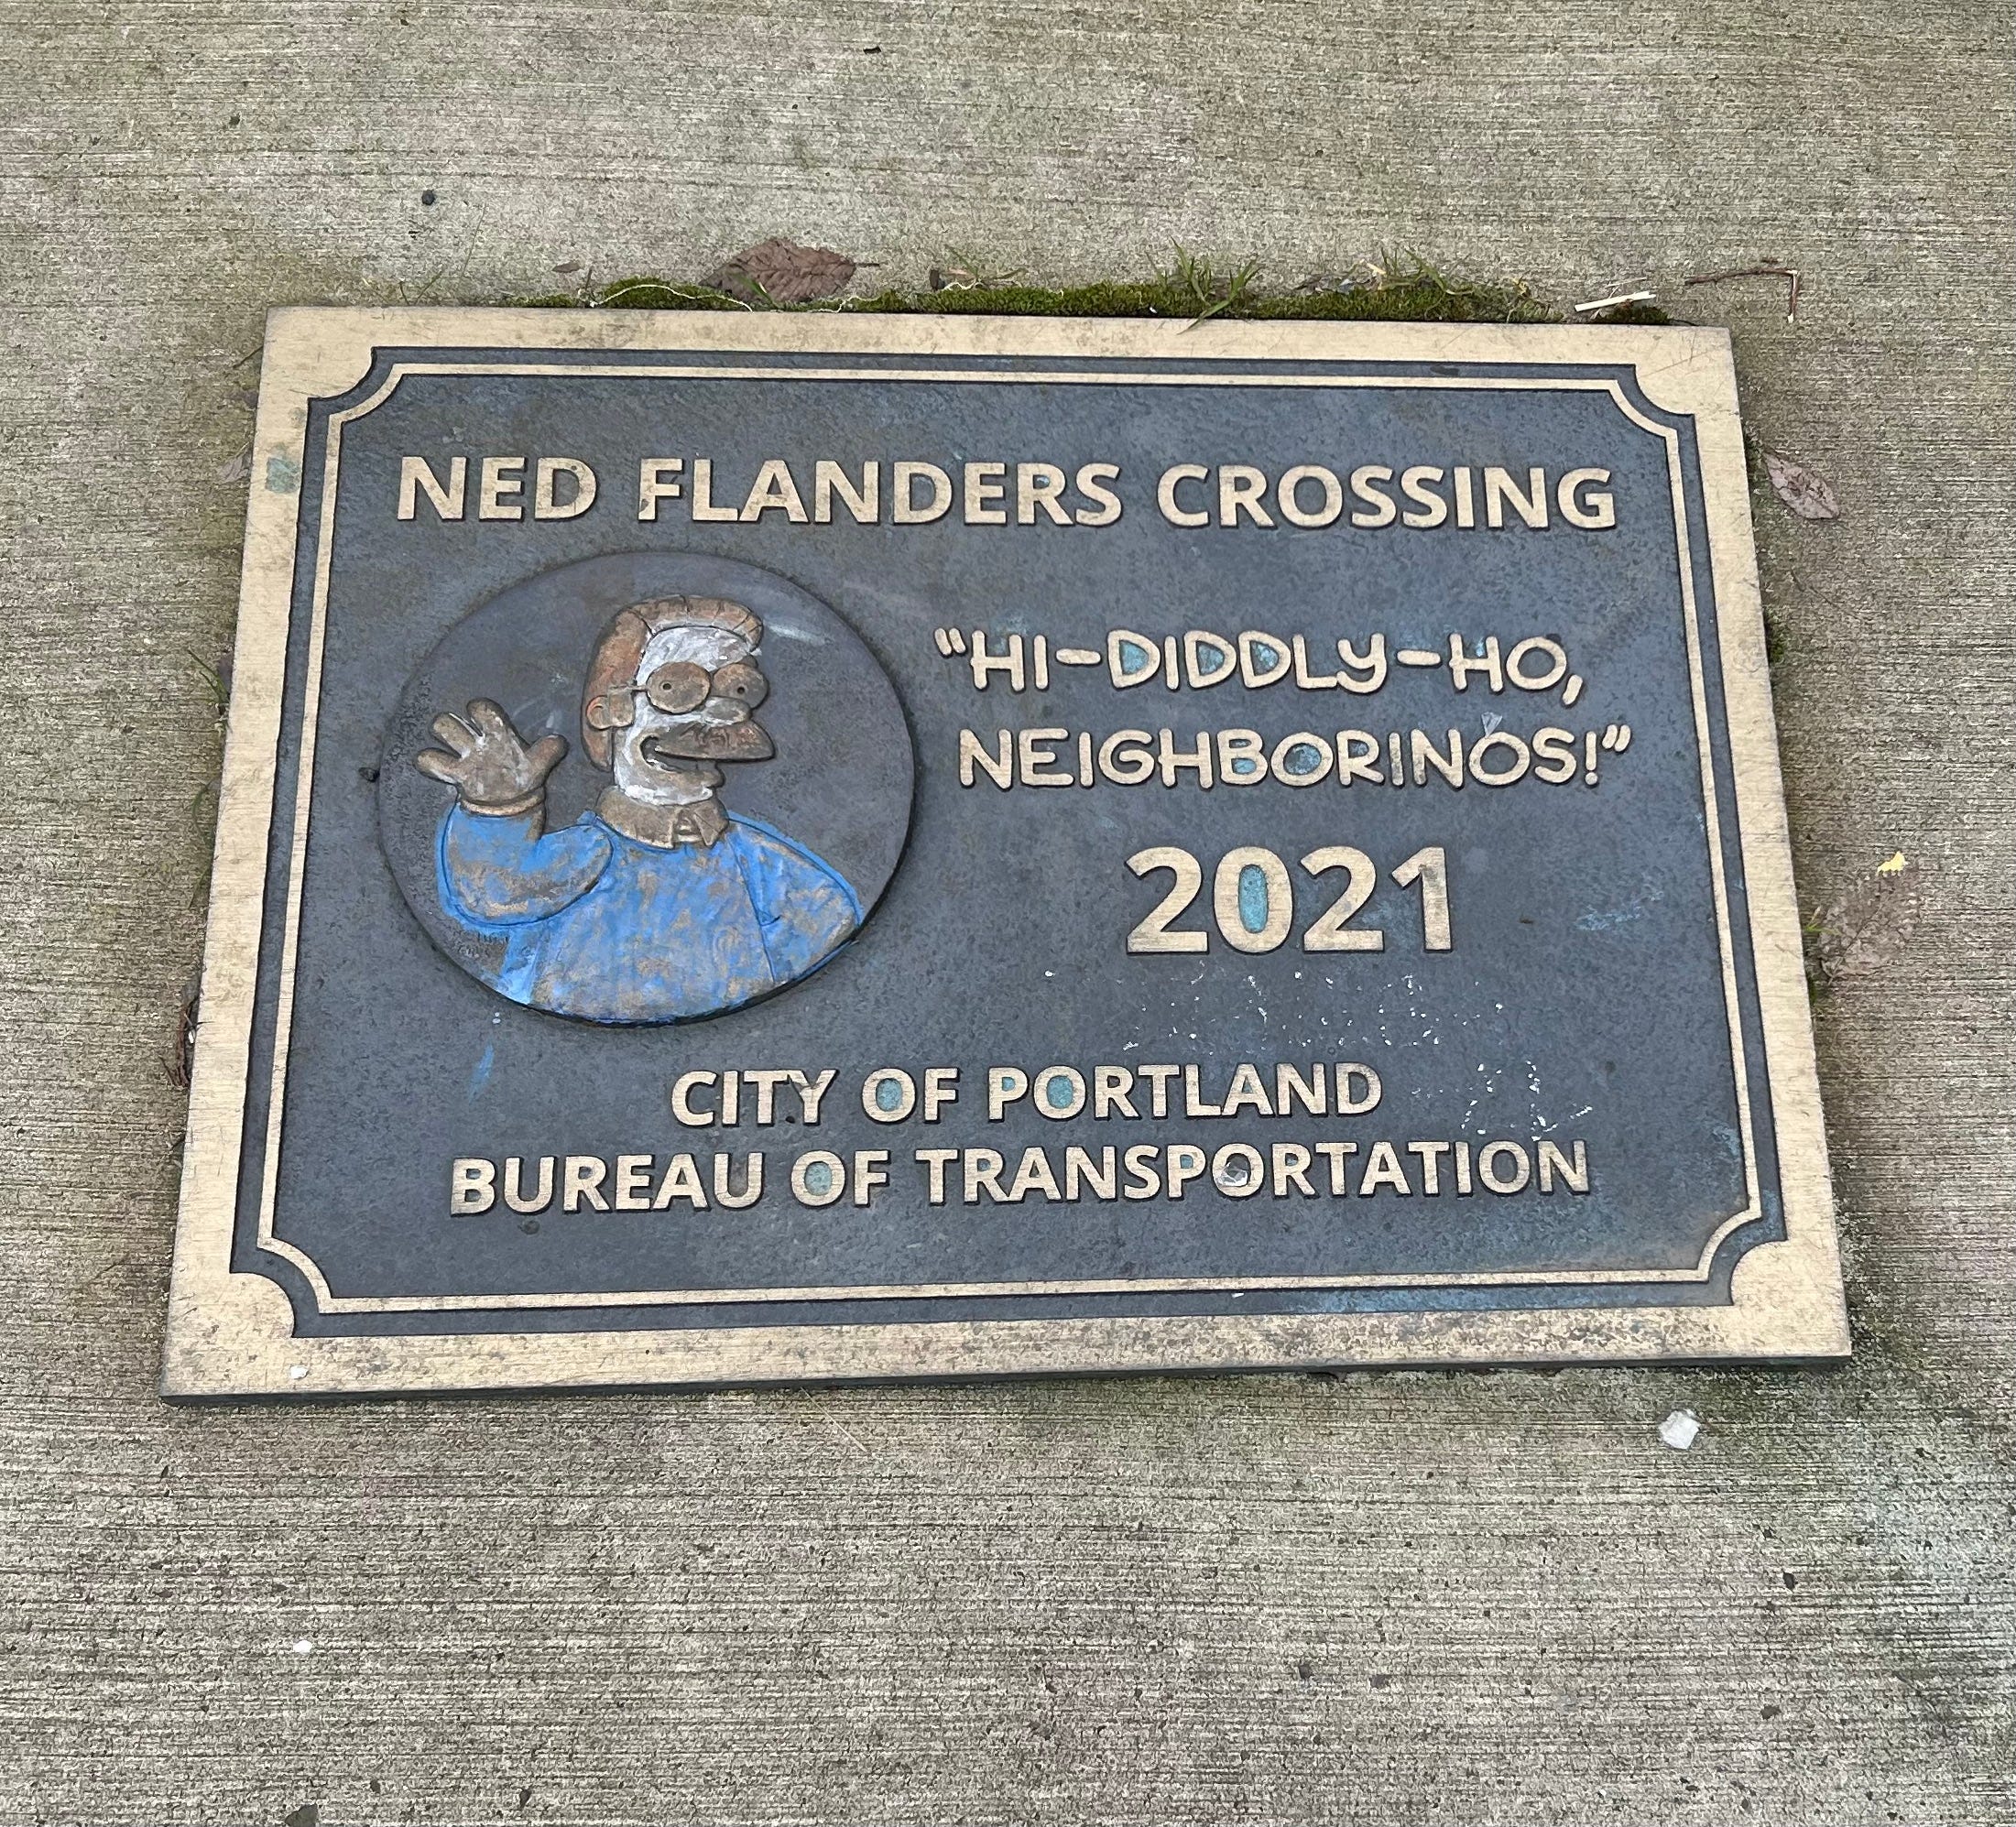 NED FLANDERS CROSSING
"HI-DIDDLY-HO,
NEIGHBORINOS!"
2021
CITY OF PORTLAND
BUREAU OF TRANSPORTATION